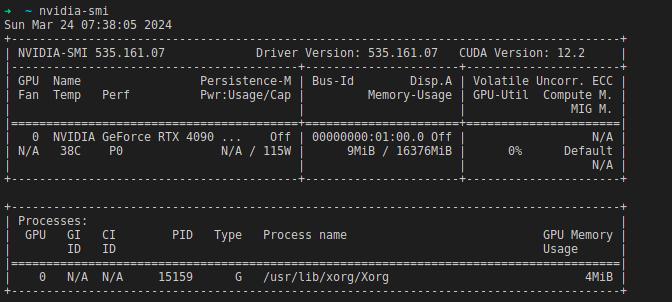 ➜  ~ nvidia-smi
Sun Mar 24 07:38:05 2024
+---------------------------------------------------------------------------------------+
| NVIDIA-SMI 535.161.07             Driver Version: 535.161.07   CUDA Version: 12.2     |
|-----------------------------------------+----------------------+----------------------+
| GPU  Name                 Persistence-M | Bus-Id        Disp.A | Volatile Uncorr. ECC |
| Fan  Temp   Perf          Pwr:Usage/Cap |         Memory-Usage | GPU-Util  Compute M. |
|                                         |                      |               MIG M. |
|=========================================+======================+======================|
|   0  NVIDIA GeForce RTX 4090 ...    Off | 00000000:01:00.0 Off |                  N/A |
| N/A   38C    P0              N/A / 115W |      9MiB / 16376MiB |      0%      Default |
|                                         |                      |                  N/A |
+-----------------------------------------+----------------------+----------------------+
+---------------------------------------------------------------------------------------+
| Processes:                                                                            |
|  GPU   GI   CI        PID   Type   Process name                            GPU Memory |
|        ID   ID                                                             Usage      |
|=======================================================================================|
|    0   N/A  N/A     15159      G   /usr/lib/xorg/Xorg                            4MiB |
+---------------------------------------------------------------------------------------+